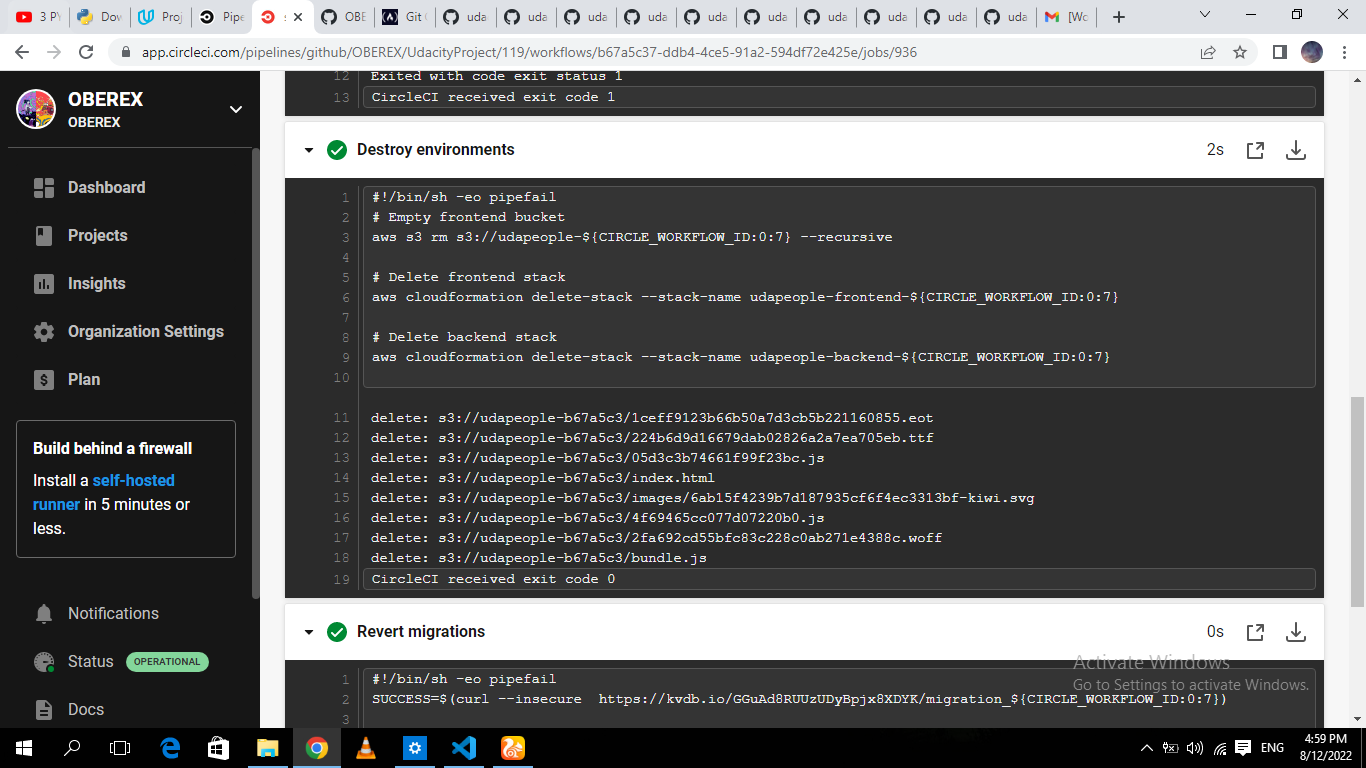 3 PY
Dow
Proj
Pipe
s
OBE
Git
uda
uda
uda
uda
uda
uda
uda
uda
uda
uda
[Wo
app.circleci.com/pipelines/github/OBEREX/UdacityProject/119/workflows/b67a5c37-ddb4-4ce5-91a2-594df72e425e/jobs/936
OBEREX
OBEREX
Dashboard
Projects
Insights
Organization Settings
Plan
Build behind a firewall
Install a self-hosted
runner in 5 minutes or
less.
Notifications
Status OPERATIONAL
Docs
12 Exited with code exit status 1
13 CircleCI received exit code 1
Destroy environments 2s
1 #!/bin/sh -eo pipefail
2 # Empty frontend bucket
3 aws s3 rm s3://udapeople-${CIRCLE_WORKFLOW_ID:0:7} --recursive
4
5 # Delete frontend stack
6 aws cloudformation delete-stack --stack-name udapeople-frontend-${CIRCLE_WORKFLOW_ID:0:7}
7
8 # Delete backend stack
9 aws cloudformation delete-stack --stack-name udapeople-backend-${CIRCLE_WORKFLOW_ID:0:7}
10
11 delete: s3://udapeople-b67a5c3/1ceff9123b66b50a7d3cb5b221160855.eot
12 delete: s3://udapeople-b67a5c3/224b6d9d16679dab02826a2a7ea705eb.ttf
13 delete: s3://udapeople-b67a5c3/05d3c3b74661f99f23bc.js
14 delete: s3://udapeople-b67a5c3/index.html
15 delete: s3://udapeople-b67a5c3/images/6ab15f4239b7d187935cf6f4ec3313bf-kiwi.svg
16 delete: s3://udapeople-b67a5c3/4f69465cc077d07220b0.js
17 delete: s3://udapeople-b67a5c3/2fa692cd55bfc83c228c0ab271e4388c.woff
18 delete: s3://udapeople-b67a5c3/bundle.js
19 CircleCI received exit code 0
Revert migrations 0s
1 #!/bin/sh -eo pipefail
2 SUCCESS=$(curl --insecure  https://kvdb.io/GGuAd8RUUzUDyBpjx8XDYK/migration_${CIRCLE_WORKFLOW_ID:0:7})
3
Activate Windows
Go to Settings to activate Windows.
ENG
4:59 PM
8/12/2022